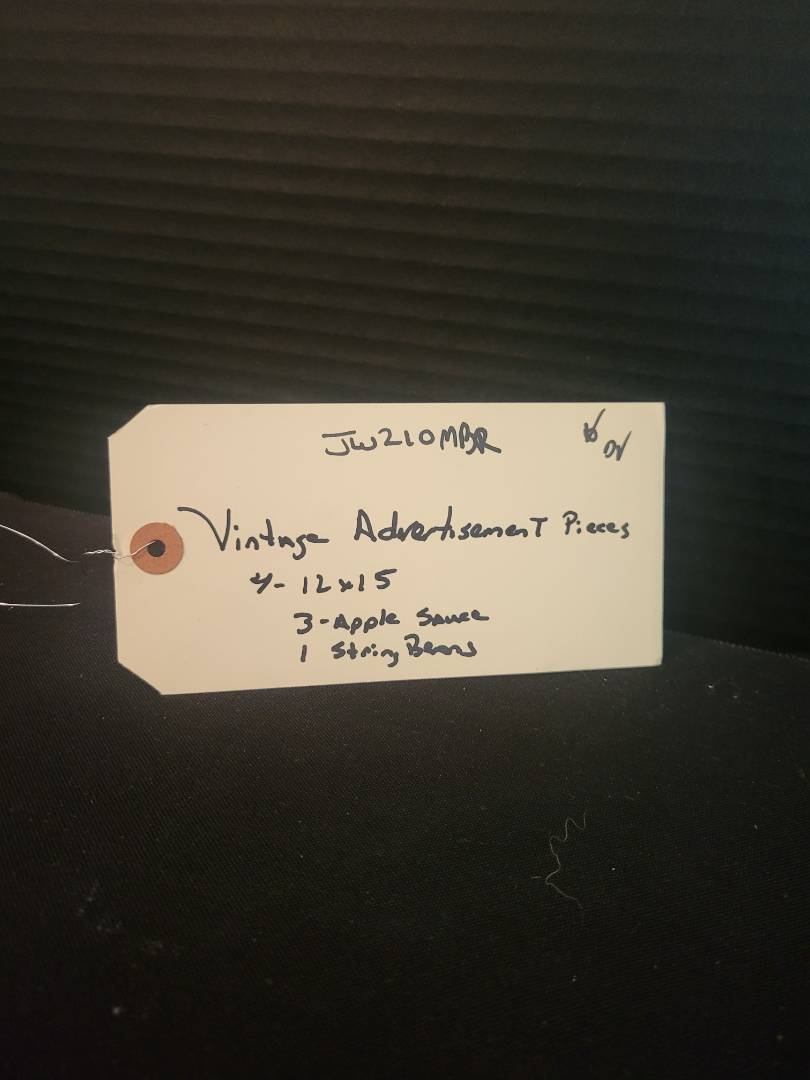 JW210MBR
Vintage Advertisement Pieces
4- 12x15
3-Apple Sauce
1 String Beans